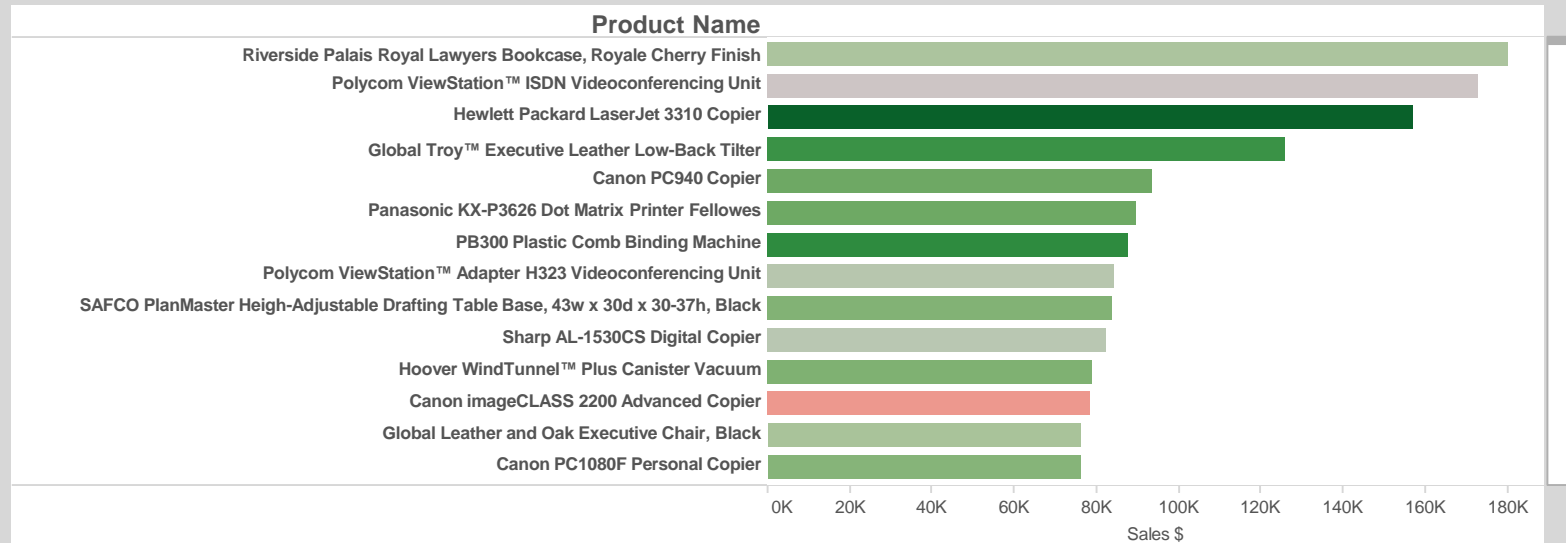 Product Name
Riverside Palais Royal Lawyers Bookcase, Royale Cherry Finish
Polycom ViewStation™ ISDN Videoconferencing Unit
Hewlett Packard LaserJet 3310 Copier
Global Troy™ Executive Leather Low-Back Tilter
Canon PC940 Copier
Panasonic KX-P3626 Dot Matrix Printer Fellowes
PB300 Plastic Comb Binding Machine
Polycom ViewStation™ Adapter H323 Videoconferencing Unit
SAFCO PlanMaster Heigh-Adjustable Drafting Table Base, 43w x 30d x 30-37h, Black
Sharp AL-1530CS Digital Copier
Hoover WindTunnel™ Plus Canister Vacuum
Canon imageCLASS 2200 Advanced Copier
Global Leather and Oak Executive Chair, Black
Canon PC1080F Personal Copier
0K 20K 40K 60K 80K 100K 120K 140K 160K 180K
Sales $